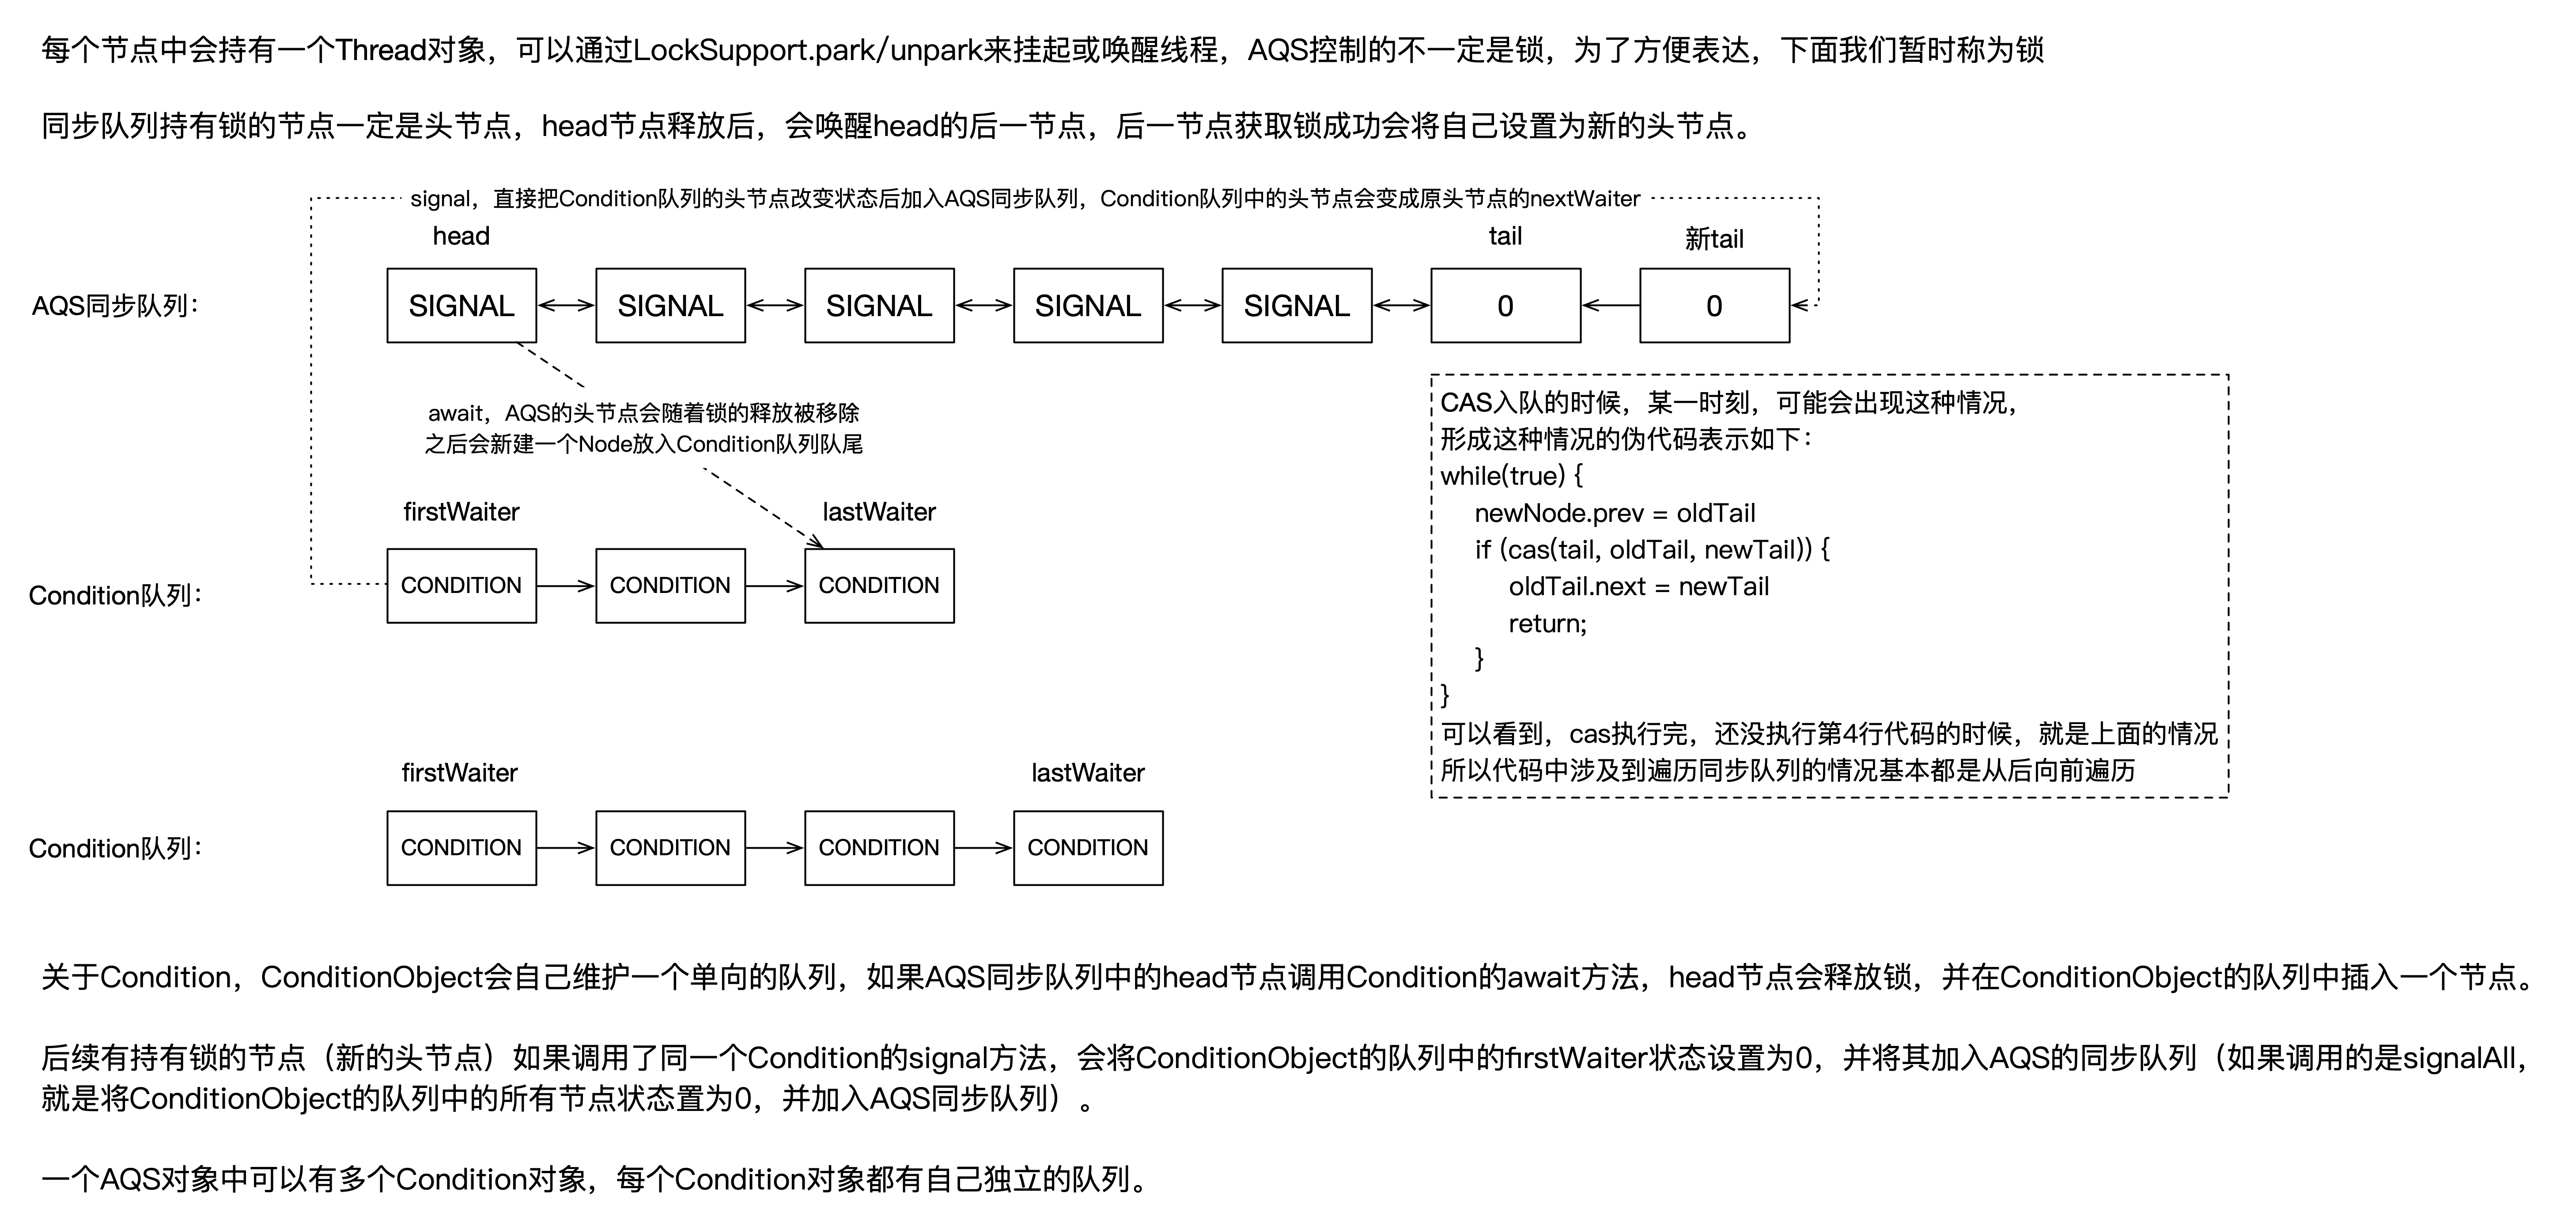 每个节点中会持有一个Thread对象，可以通过LockSupport.park/unpark来挂起或唤醒线程，AQS控制的不一定是锁，为了方便表达，下面我们暂时称为锁
同步队列持有锁的节点一定是头节点，head节点释放后，会唤醒head的后一节点，后一节点获取锁成功会将自己设置为新的头节点。
signal，直接把Condition队列的头节点改变状态后加入AQS同步队列，Condition队列中的头节点会变成原头节点的nextWaiter
head
tail
新tail
AQS同步队列：
SIGNAL
SIGNAL
SIGNAL
SIGNAL
SIGNAL
0
0
await，AQS的头节点会随着锁的释放被移除
之后会新建一个Node放入Condition队列队尾
firstWaiter
lastWaiter
Condition队列：
CONDITION
CONDITION
CONDITION
CAS入队的时候，某一时刻，可能会出现这种情况，
形成这种情况的伪代码表示如下：
while(true) {
newNode.prev = oldTail
if (cas(tail, oldTail, newTail)) {
oldTail.next = newTail
return;
}
}
可以看到，cas执行完，还没执行第4行代码的时候，就是上面的情况
所以代码中涉及到遍历同步队列的情况基本都是从后向前遍历
firstWaiter
lastWaiter
Condition队列：
CONDITION
CONDITION
CONDITION
CONDITION
关于Condition，ConditionObject会自己维护一个单向的队列，如果AQS同步队列中的head节点调用Condition的await方法，head节点会释放锁，并在ConditionObject的队列中插入一个节点。
后续有持有锁的节点（新的头节点）如果调用了同一个Condition的signal方法，会将ConditionObject的队列中的firstWaiter状态设置为0，并将其加入AQS的同步队列（如果调用的是signalAll，
就是将ConditionObject的队列中的所有节点状态置为0，并加入AQS同步队列）。
一个AQS对象中可以有多个Condition对象，每个Condition对象都有自己独立的队列。